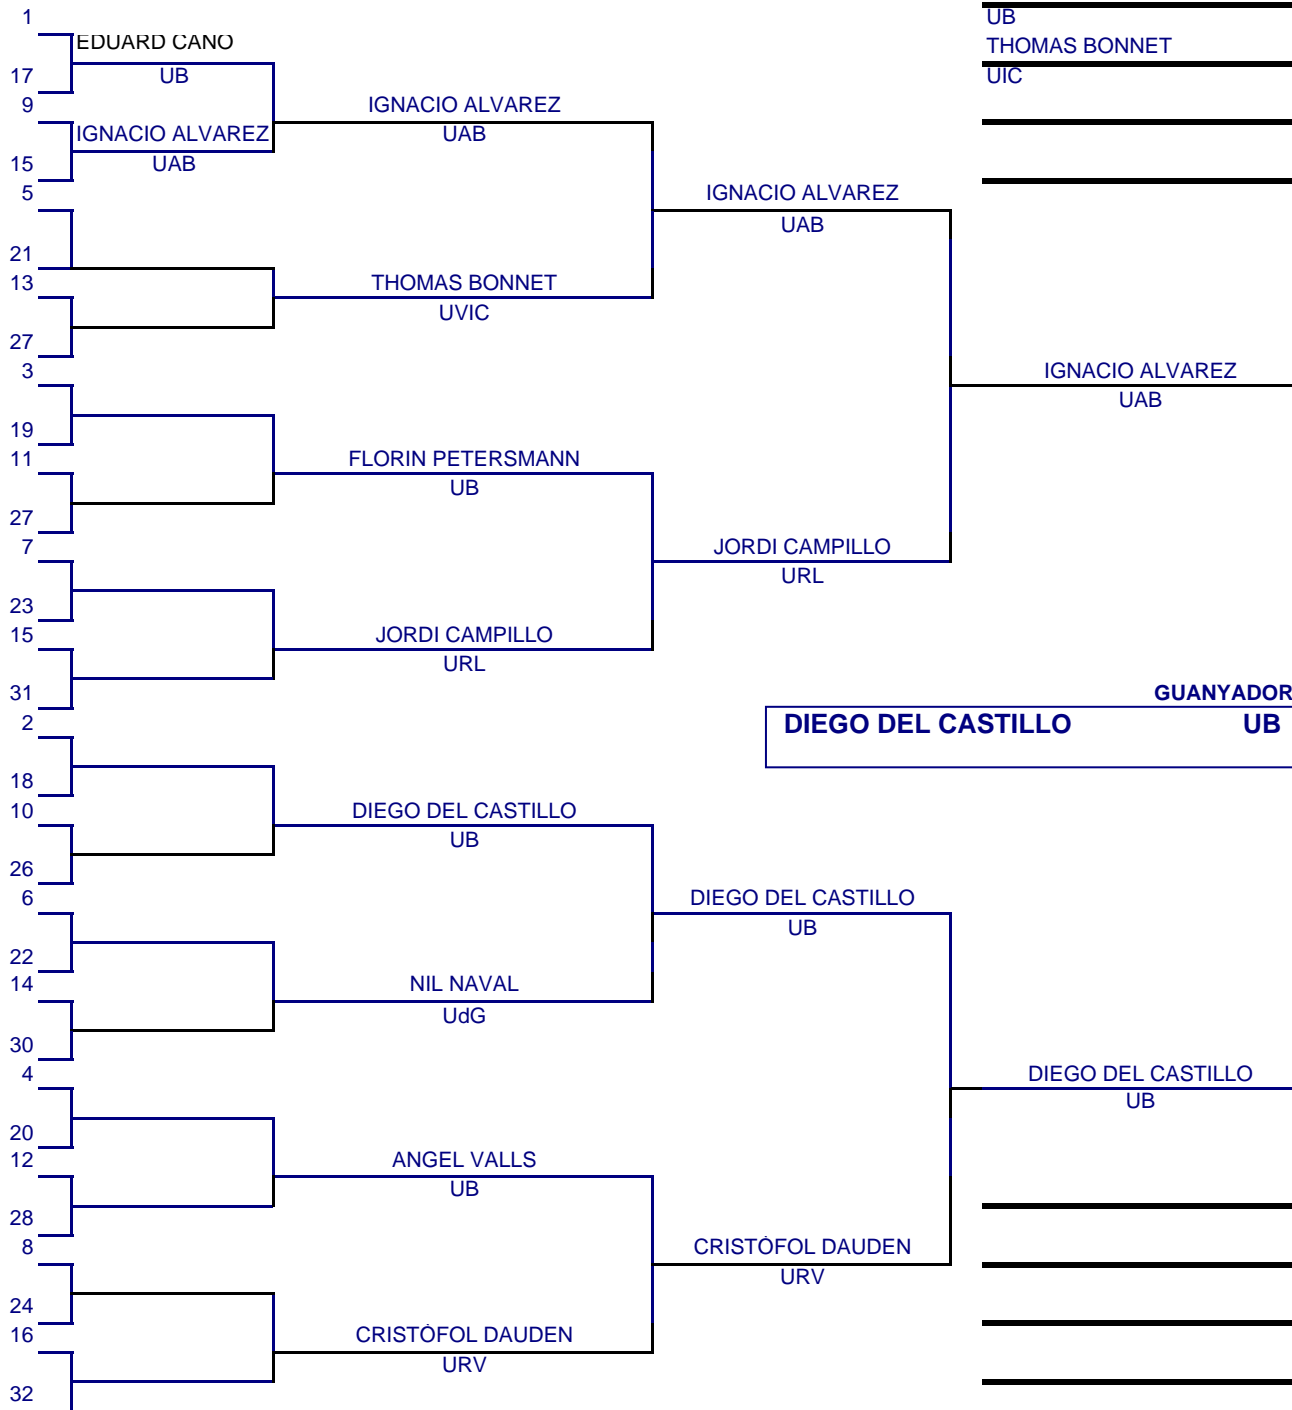 1
UB
EDUARD CANO
THOMAS BONNET
17
UB
UIC
9
IGNACIO ALVAREZ
IGNACIO ALVAREZ
UAB
15
UAB
5
IGNACIO ALVAREZ
UAB
21
13
THOMAS BONNET
UVIC
27
3
IGNACIO ALVAREZ
UAB
19
11
FLORIN PETERSMANN
UB
27
7
JORDI CAMPILLO
URL
23
15
JORDI CAMPILLO
URL
31
GUANYADOR
2
DIEGO DEL CASTILLO UB
18
10
DIEGO DEL CASTILLO
UB
26
6
DIEGO DEL CASTILLO
UB
22
14
NIL NAVAL
UdG
30
4
DIEGO DEL CASTILLO
UB
20
12
ANGEL VALLS
UB
28
8
CRISTÒFOL DAUDEN
URV
24
16
CRISTÒFOL DAUDEN
URV
32